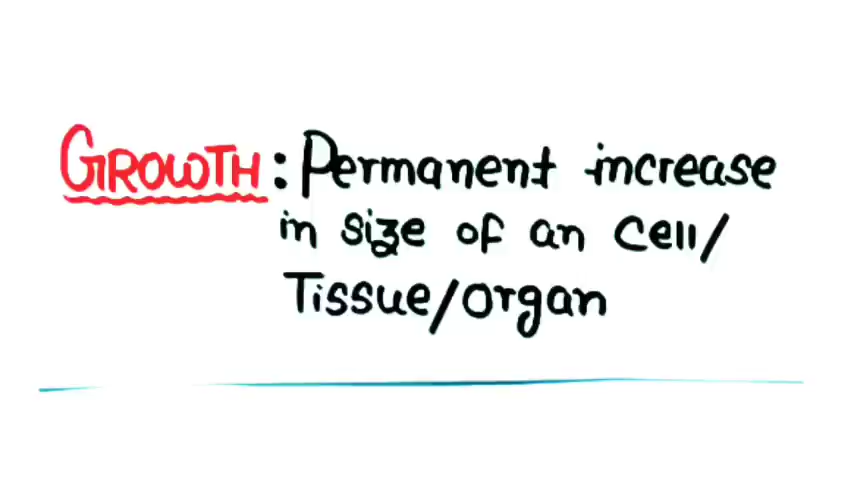 GROWTH: Permanent increase
in size of an Cell/
Tissue/organ